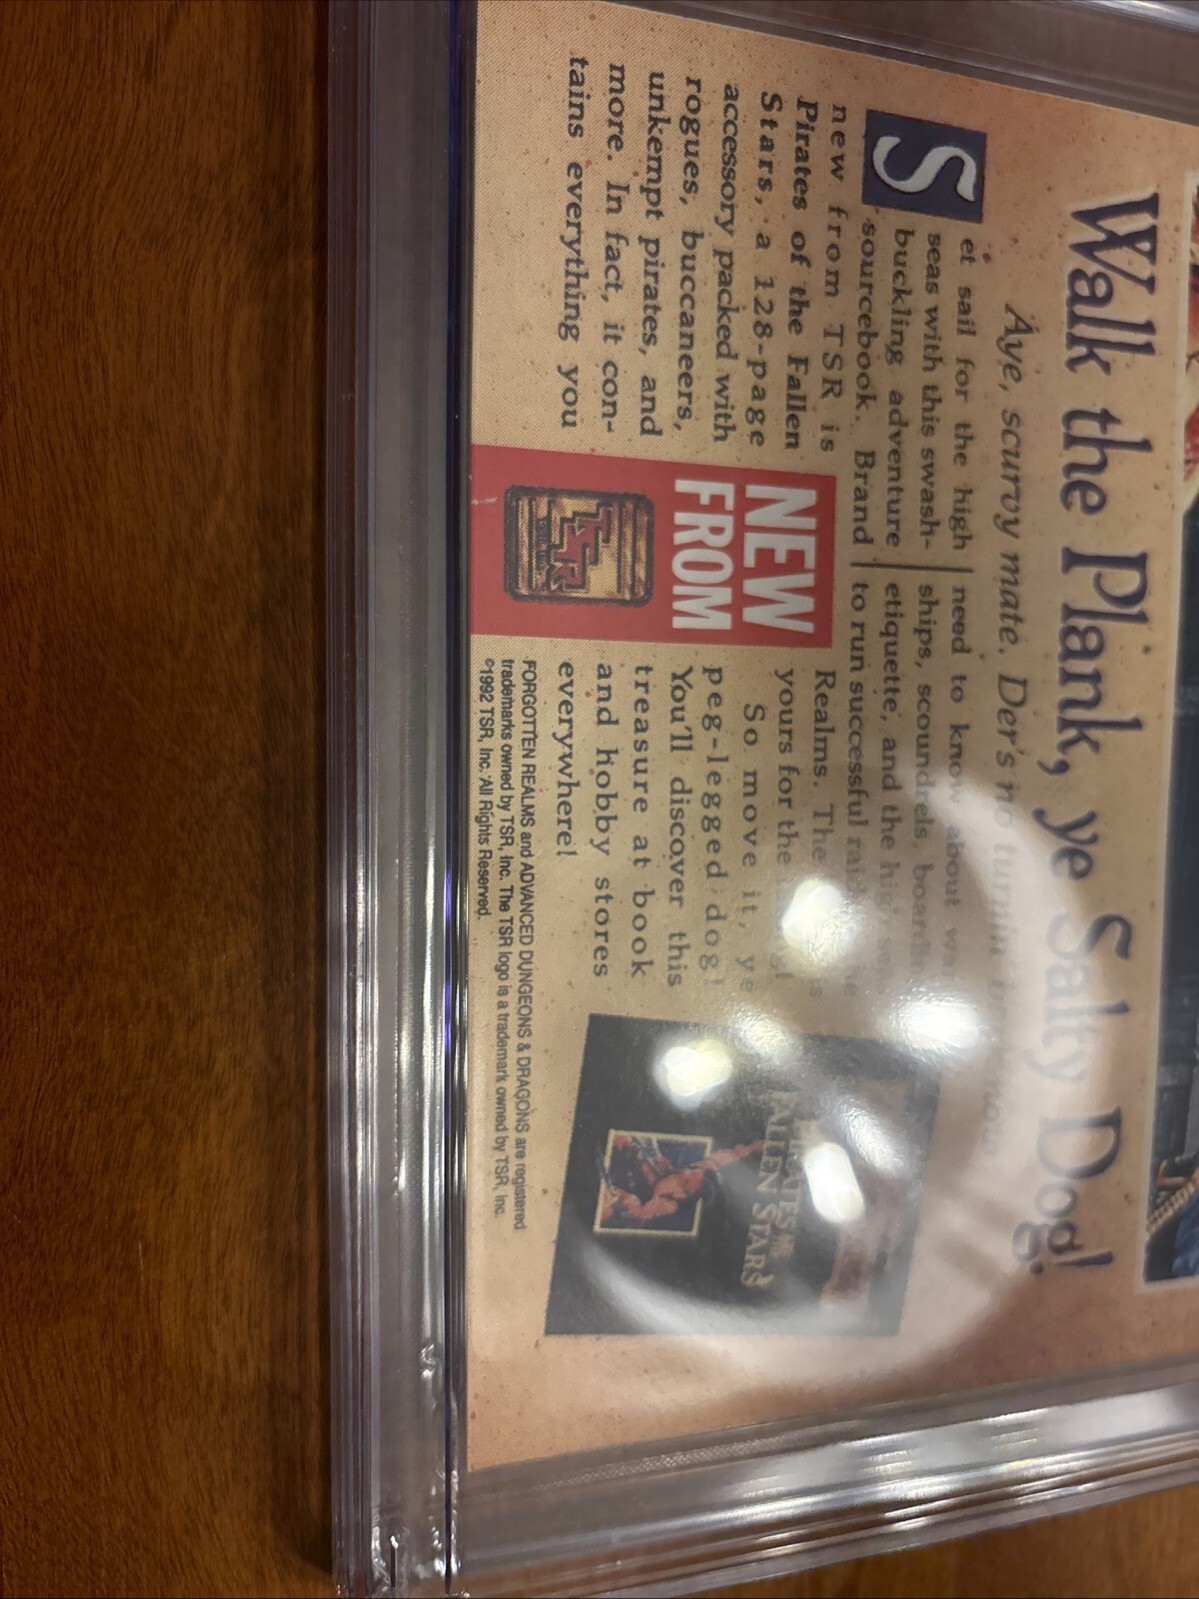 Walk the Plank, ye Salty Dog!
Aye, scurvy mate. Der's no turnin'
Set sail for the high
seas with this swash-
buckling adventure
sourcebook. Brand
new from TSR is
Pirates of the Fallen
Stars, a 128-page
accessory packed with
rogues, buccaneers,
unkempt pirates, and
more. In fact, it con-
tains everything you
need to know about
ships, scoundrels,
etiquette, and the
to run successful
Realms. The
yours for the
So move it, ye
peg-legged dog!
You'll discover this
treasure at book
and hobby stores
everywhere!
NEW
FROM
TSR
PIRATES OF
FALLEN STARS
FORGOTTEN REALMS and ADVANCED DUNGEONS & DRAGONS are registered
trademarks owned by TSR, Inc. The TSR logo is a trademark owned by TSR, Inc.
©1992 TSR, Inc. All Rights Reserved.